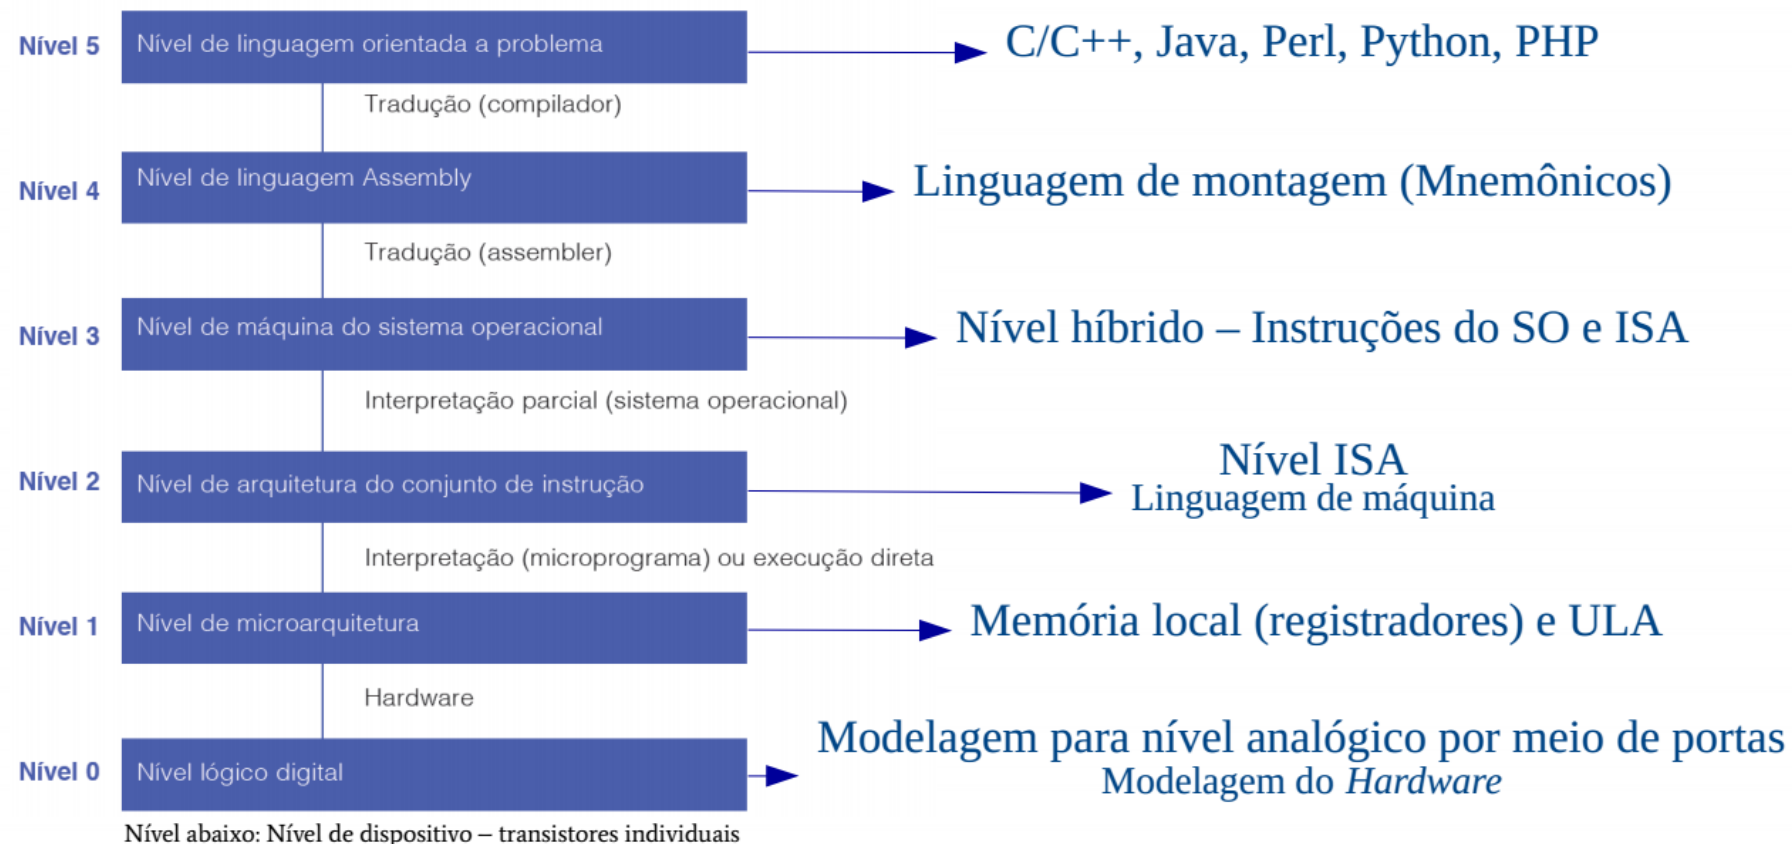 Nível 5
Nível de linguagem orientada a problema
C/C++, Java, Perl, Python, PHP
Tradução (compilador)
Nível 4
Nível de linguagem Assembly
Linguagem de montagem (Mnemônicos)
Tradução (assembler)
Nível 3
Nível de máquina do sistema operacional
Nível híbrido – Instruções do SO e ISA
Interpretação parcial (sistema operacional)
Nível 2
Nível de arquitetura do conjunto de instrução
Nível ISA
Linguagem de máquina
Interpretação (microprograma) ou execução direta
Nível 1
Nível de microarquitetura
Memória local (registradores) e ULA
Hardware
Nível 0
Nível lógico digital
Modelagem para nível analógico por meio de portas
Modelagem do Hardware
Nível abaixo: Nível de dispositivo – transistores individuais